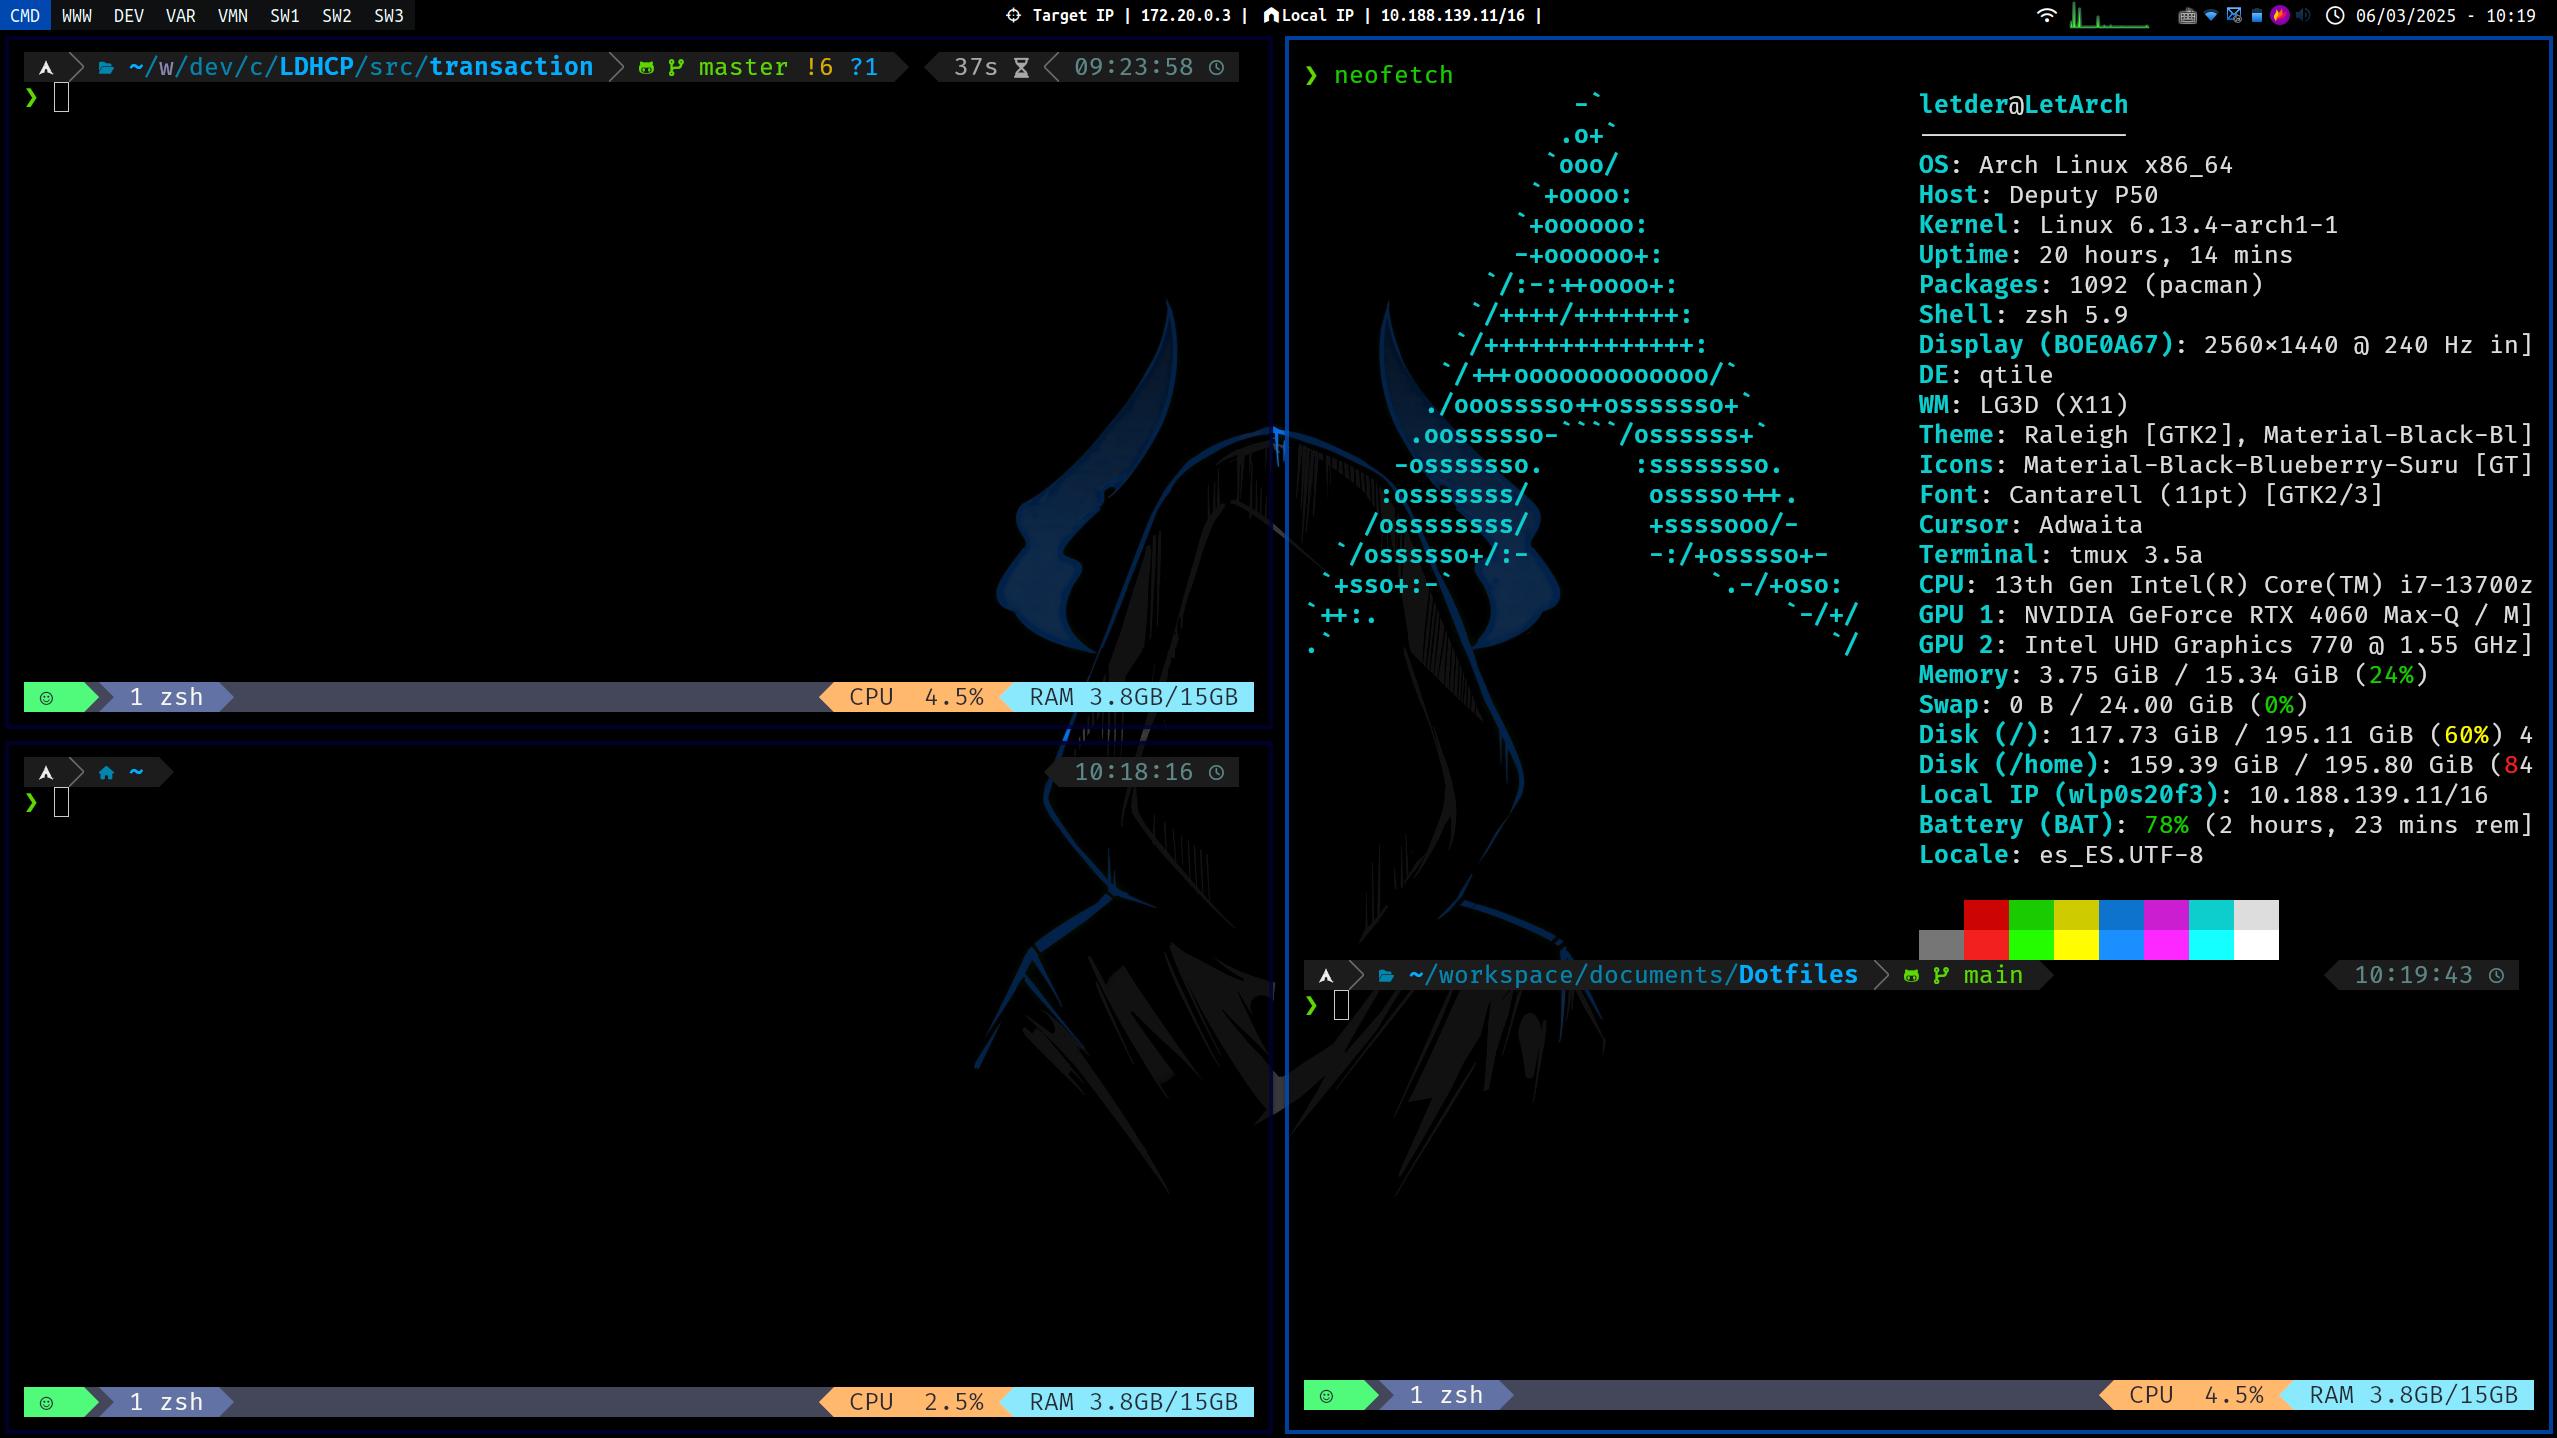 CMD WWW DEV VAR VMN SW1 SW2 SW3
Target IP | 172.20.0.3 | Local IP | 10.188.139.11/16 |
06/03/2025 - 10:19
~/w/dev/c/LDHCP/src/transaction master !6 ?1 37s 09:23:58
❯
1 zsh CPU 4.5% RAM 3.8GB/15GB
~ 10:18:16
❯
1 zsh CPU 2.5% RAM 3.8GB/15GB
❯ neofetch
letder@LetArch
OS: Arch Linux x86_64
Host: Deputy P50
Kernel: Linux 6.13.4-arch1-1
Uptime: 20 hours, 14 mins
Packages: 1092 (pacman)
Shell: zsh 5.9
Display (BOE0A67): 2560×1440 @ 240 Hz in]
DE: qtile
WM: LG3D (X11)
Theme: Raleigh [GTK2], Material-Black-Bl]
Icons: Material-Black-Blueberry-Suru [GT]
Font: Cantarell (11pt) [GTK2/3]
Cursor: Adwaita
Terminal: tmux 3.5a
CPU: 13th Gen Intel(R) Core(TM) i7-13700z
GPU 1: NVIDIA GeForce RTX 4060 Max-Q / M]
GPU 2: Intel UHD Graphics 770 @ 1.55 GHz]
Memory: 3.75 GiB / 15.34 GiB (24%)
Swap: 0 B / 24.00 GiB (0%)
Disk (/): 117.73 GiB / 195.11 GiB (60%) 4
Disk (/home): 159.39 GiB / 195.80 GiB (84
Local IP (wlp0s20f3): 10.188.139.11/16
Battery (BAT): 78% (2 hours, 23 mins rem]
Locale: es_ES.UTF-8
~/workspace/documents/Dotfiles main 10:19:43
❯
1 zsh CPU 4.5% RAM 3.8GB/15GB